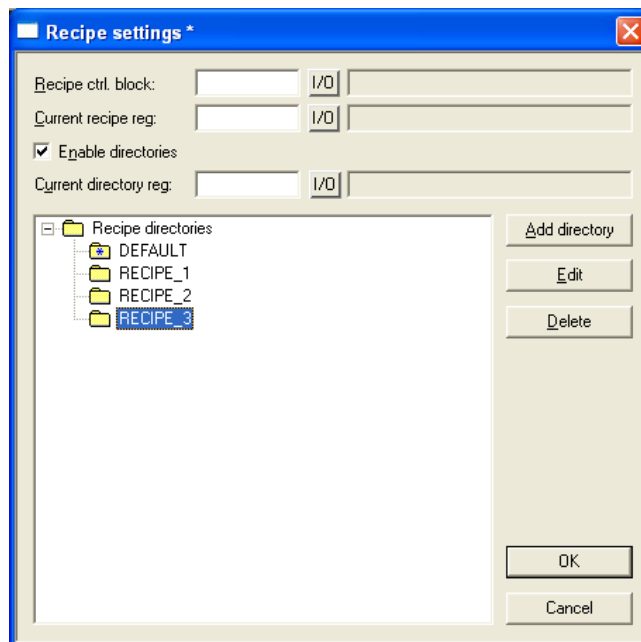 Recipe settings *
Recipe ctrl. block: I/O
Current recipe reg: I/O
Enable directories
Current directory reg: I/O
Recipe directories
DEFAULT
RECIPE_1
RECIPE_2
RECIPE_3
Add directory
Edit
Delete
OK
Cancel